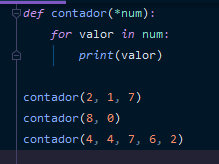 def contador(*num):
    for valor in num:
        print(valor)
contador(2, 1, 7)
contador(8, 0)
contador(4, 4, 7, 6, 2)